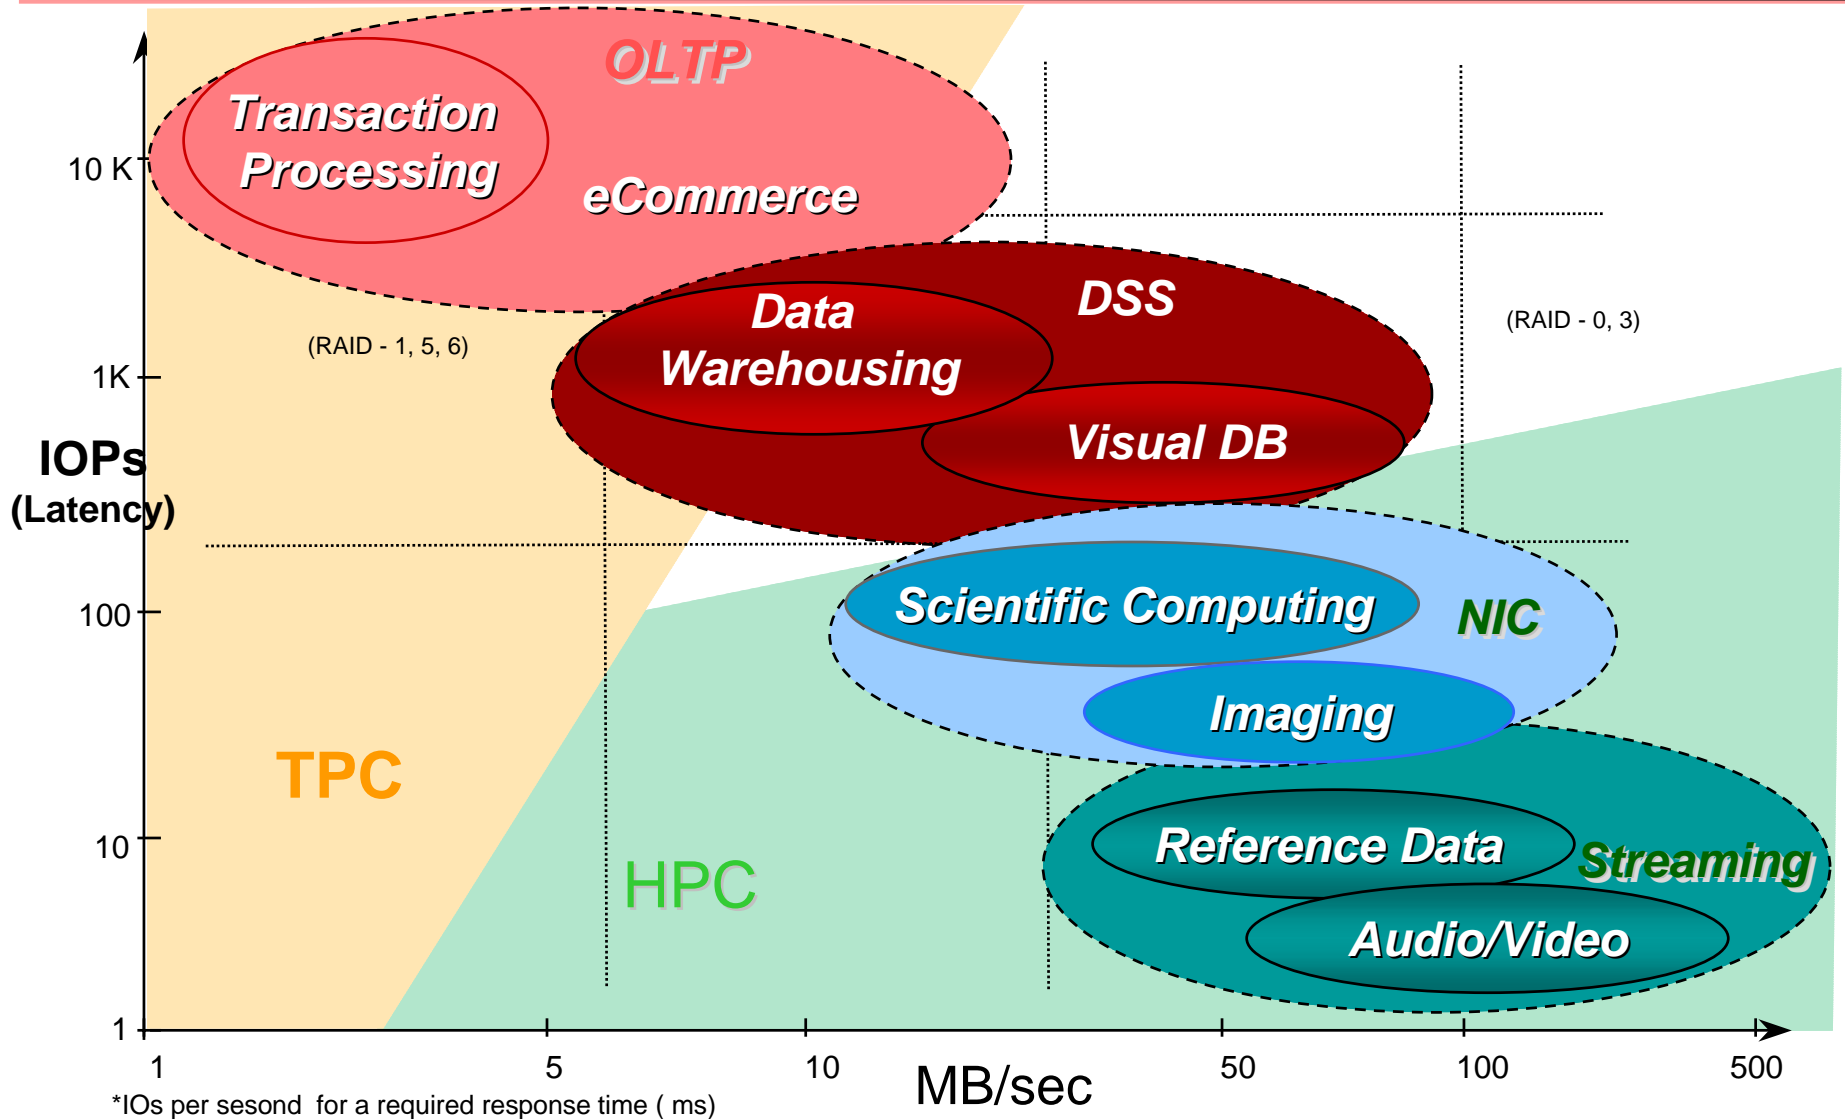 OLTP
Transaction
Processing
eCommerce
10 K
Data
Warehousing
DSS
(RAID - 0, 3)
(RAID - 1, 5, 6)
1K
Visual DB
IOPs
(Latency)
Scientific Computing
NIC
100
Imaging
TPC
10
Reference Data
Streaming
HPC
Audio/Video
1
1 5 10 50 100 500
MB/sec
*IOs per sesond for a required response time ( ms)